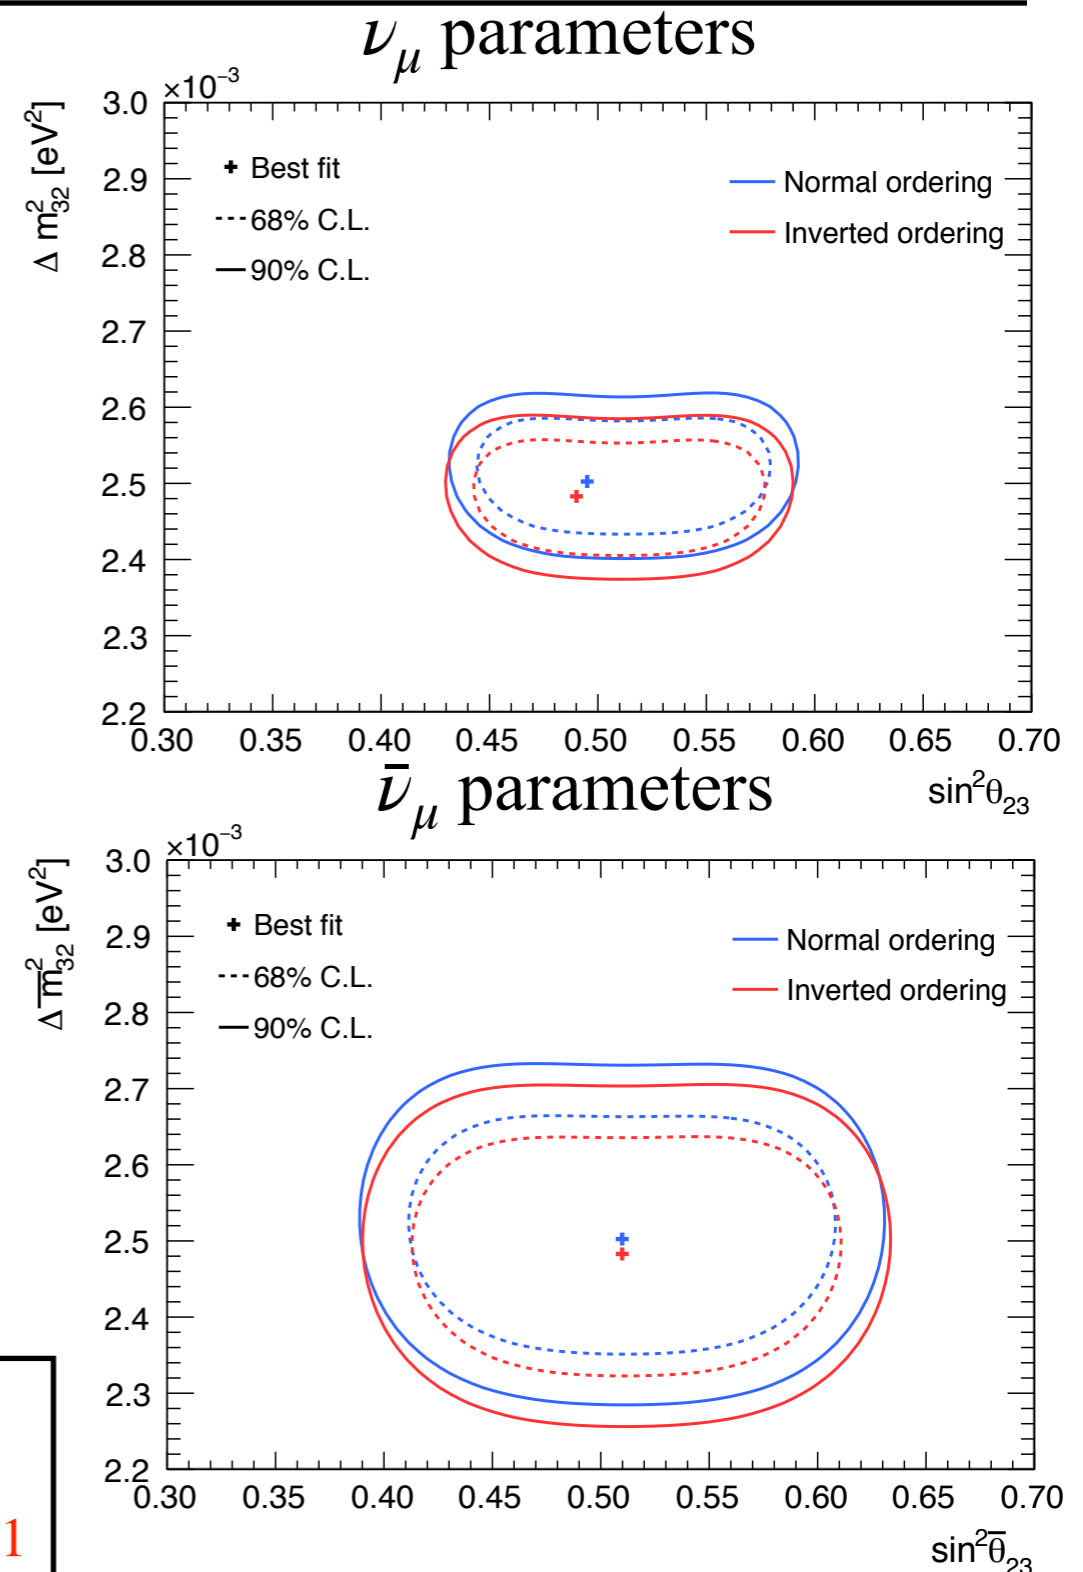 ν_μ parameters
×10⁻³
Δ m²₃₂ [eV²]
3.0
2.9
2.8
2.7
2.6
2.5
2.4
2.3
2.2
Best fit
68% C.L.
90% C.L.
Normal ordering
Inverted ordering
0.30 0.35 0.40 0.45 0.50 0.55 0.60 0.65 0.70
sin²θ₂₃
ν̄_μ parameters
×10⁻³
Δ m̅²₃₂ [eV²]
3.0
2.9
2.8
2.7
2.6
2.5
2.4
2.3
2.2
Best fit
68% C.L.
90% C.L.
Normal ordering
Inverted ordering
0.30 0.35 0.40 0.45 0.50 0.55 0.60 0.65 0.70
sin²θ̅₂₃
1